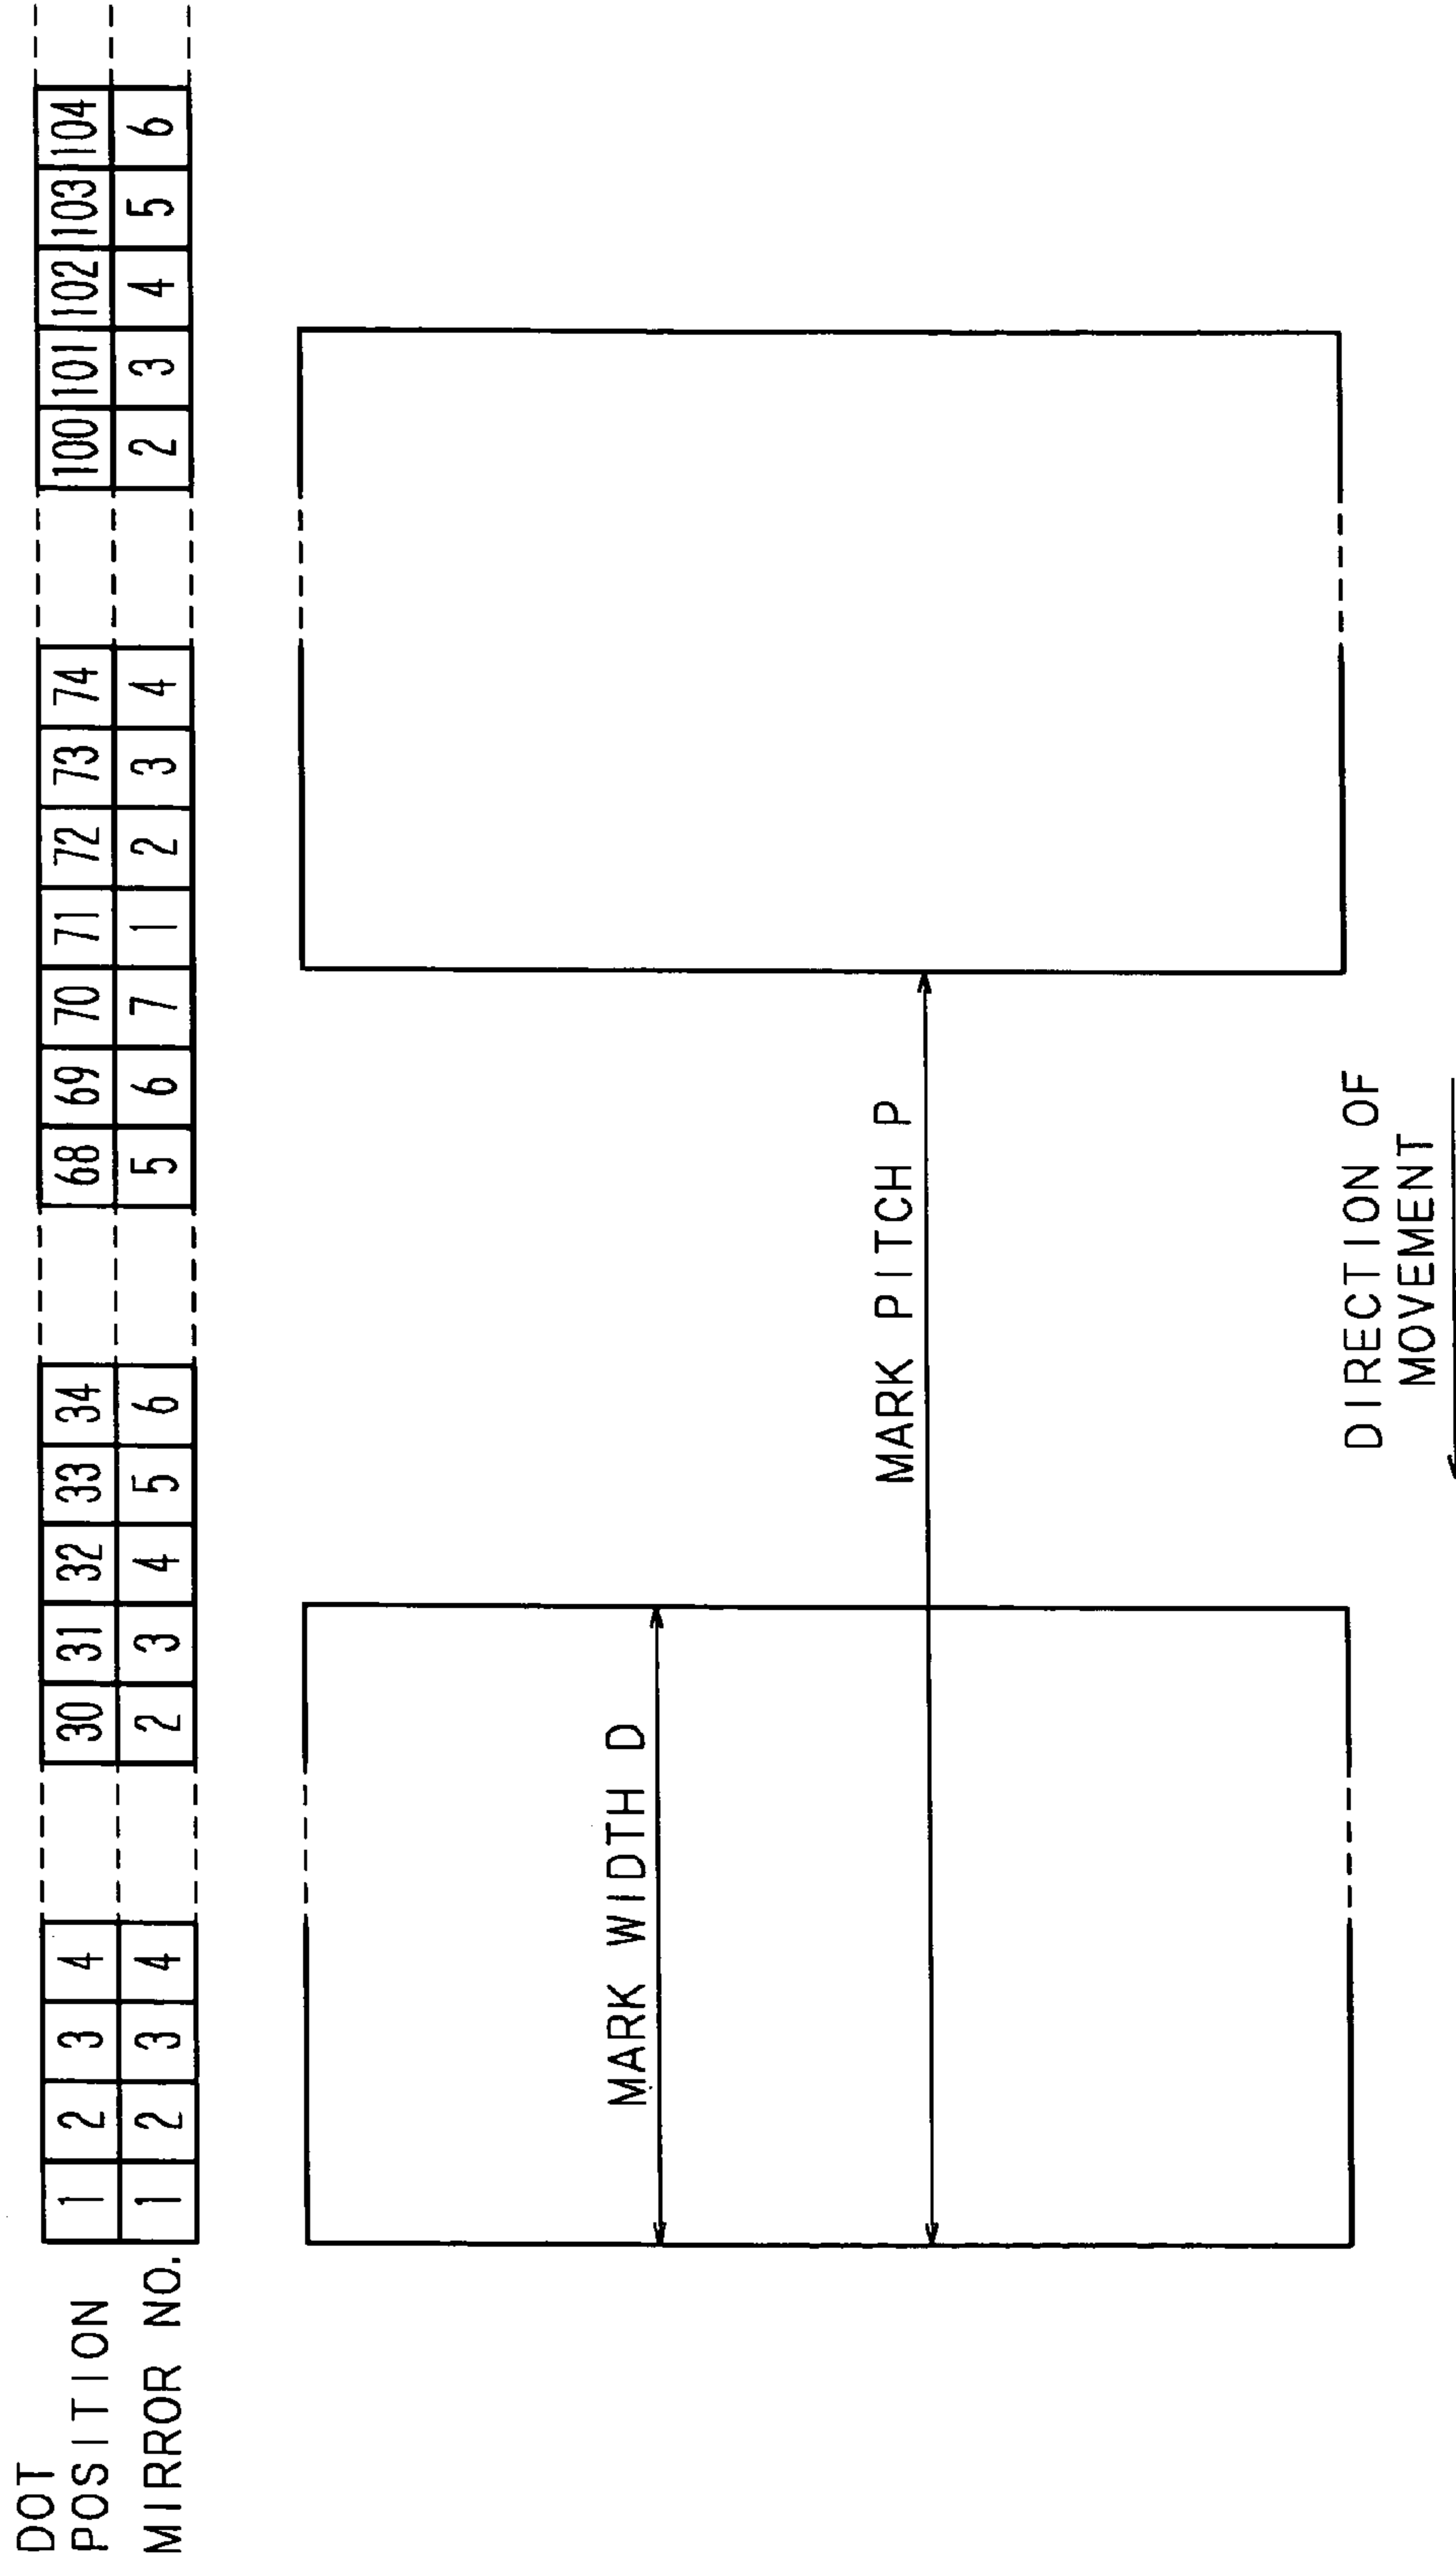 DOT
POSITION 1 2 3 4 30 31 32 33 34 68 69 70 71 72 73 74 100 101 102 103 104
MIRROR NO. 1 2 3 4 2 3 4 5 6 5 6 7 1 2 3 4 2 3 4 5 6
MARK WIDTH D
MARK PITCH P
DIRECTION OF
MOVEMENT